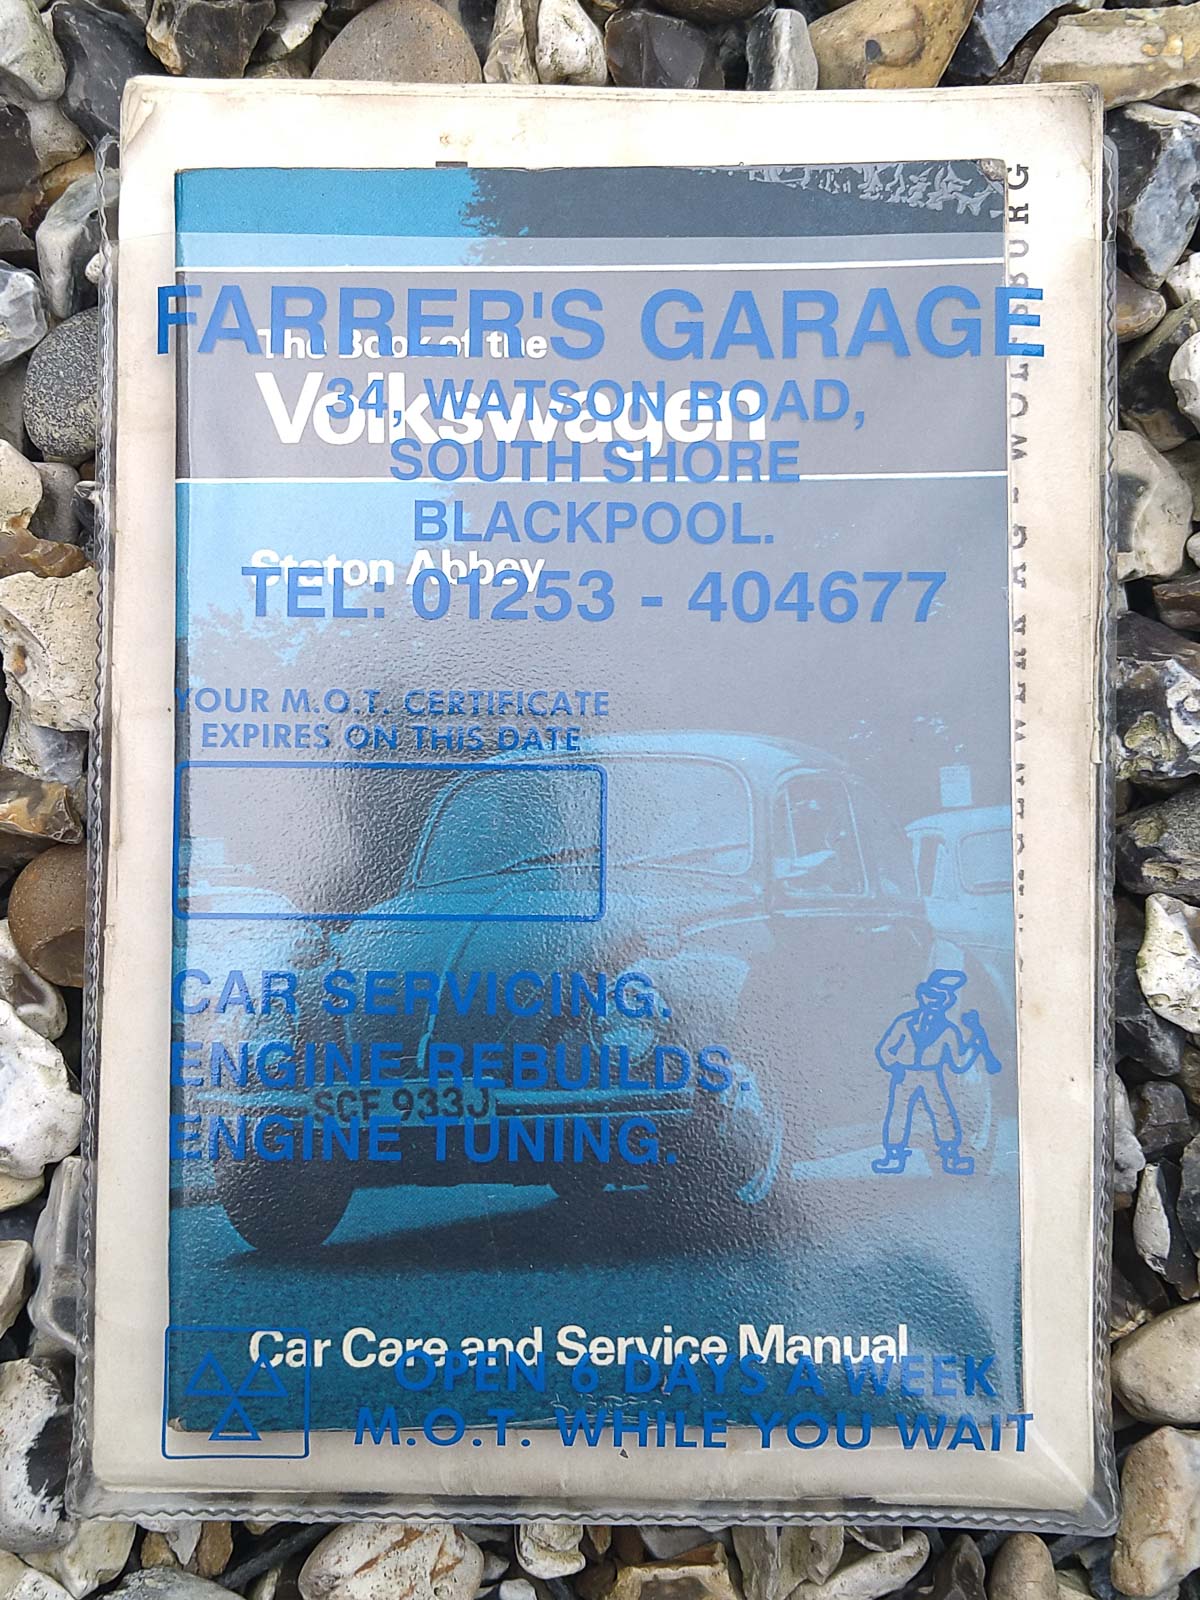 FARRER'S GARAGE
The Book of the
Volkswagen
34, WATSON ROAD,
SOUTH SHORE
BLACKPOOL.
Staton Abbey
TEL: 01253 - 404677
YOUR M.O.T. CERTIFICATE
EXPIRES ON THIS DATE
CAR SERVICING.
ENGINE REBUILDS.
SCF 933J
ENGINE TUNING.
Car Care and Service Manual
OPEN 6 DAYS A WEEK
M.O.T. WHILE YOU WAIT